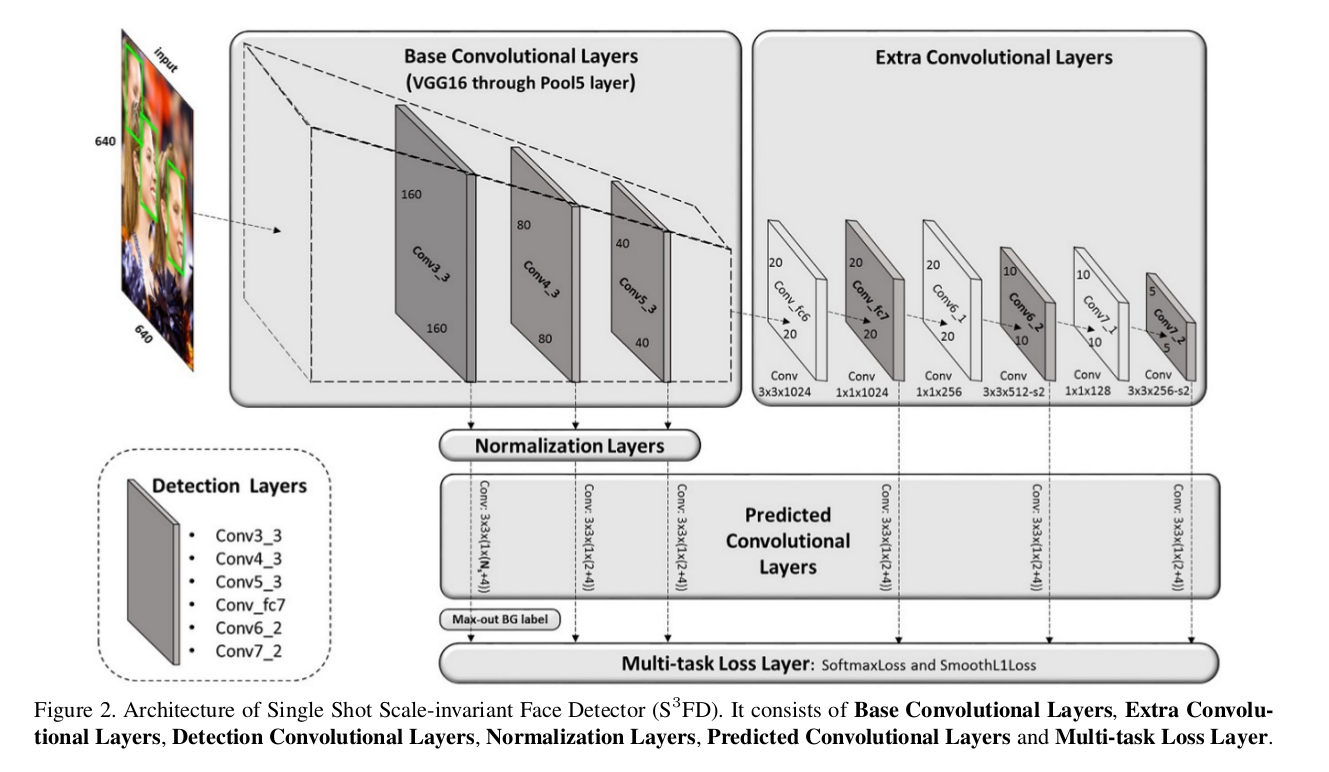 input
640
640
Base Convolutional Layers
(VGG16 through Pool5 layer)
160
Conv3_3
160
80
Conv4_3
80
40
Conv5_3
40
Extra Convolutional Layers
20
Conv_fc6
20
Conv
3x3x1024
20
Conv_fc7
20
Conv
1x1x1024
20
Conv6_1
20
Conv
1x1x256
10
Conv6_2
10
Conv
3x3x512-s2
10
Conv7_1
10
Conv
1x1x128
5
Conv7_2
5
Conv
3x3x256-s2
Normalization Layers
Detection Layers
• Conv3_3
• Conv4_3
• Conv5_3
• Conv_fc7
• Conv6_2
• Conv7_2
Conv: 3x3x(1x(Nₛ+4))
Conv: 3x3x(1x(2+4))
Conv: 3x3x(1x(2+4))
Predicted
Convolutional
Layers
Conv: 3x3x(1x(2+4))
Conv: 3x3x(1x(2+4))
Conv: 3x3x(1x(2+4))
Max-out BG label
Multi-task Loss Layer: SoftmaxLoss and SmoothL1Loss
Figure 2. Architecture of Single Shot Scale-invariant Face Detector (S³FD). It consists of Base Convolutional Layers, Extra Convolu-
tional Layers, Detection Convolutional Layers, Normalization Layers, Predicted Convolutional Layers and Multi-task Loss Layer.